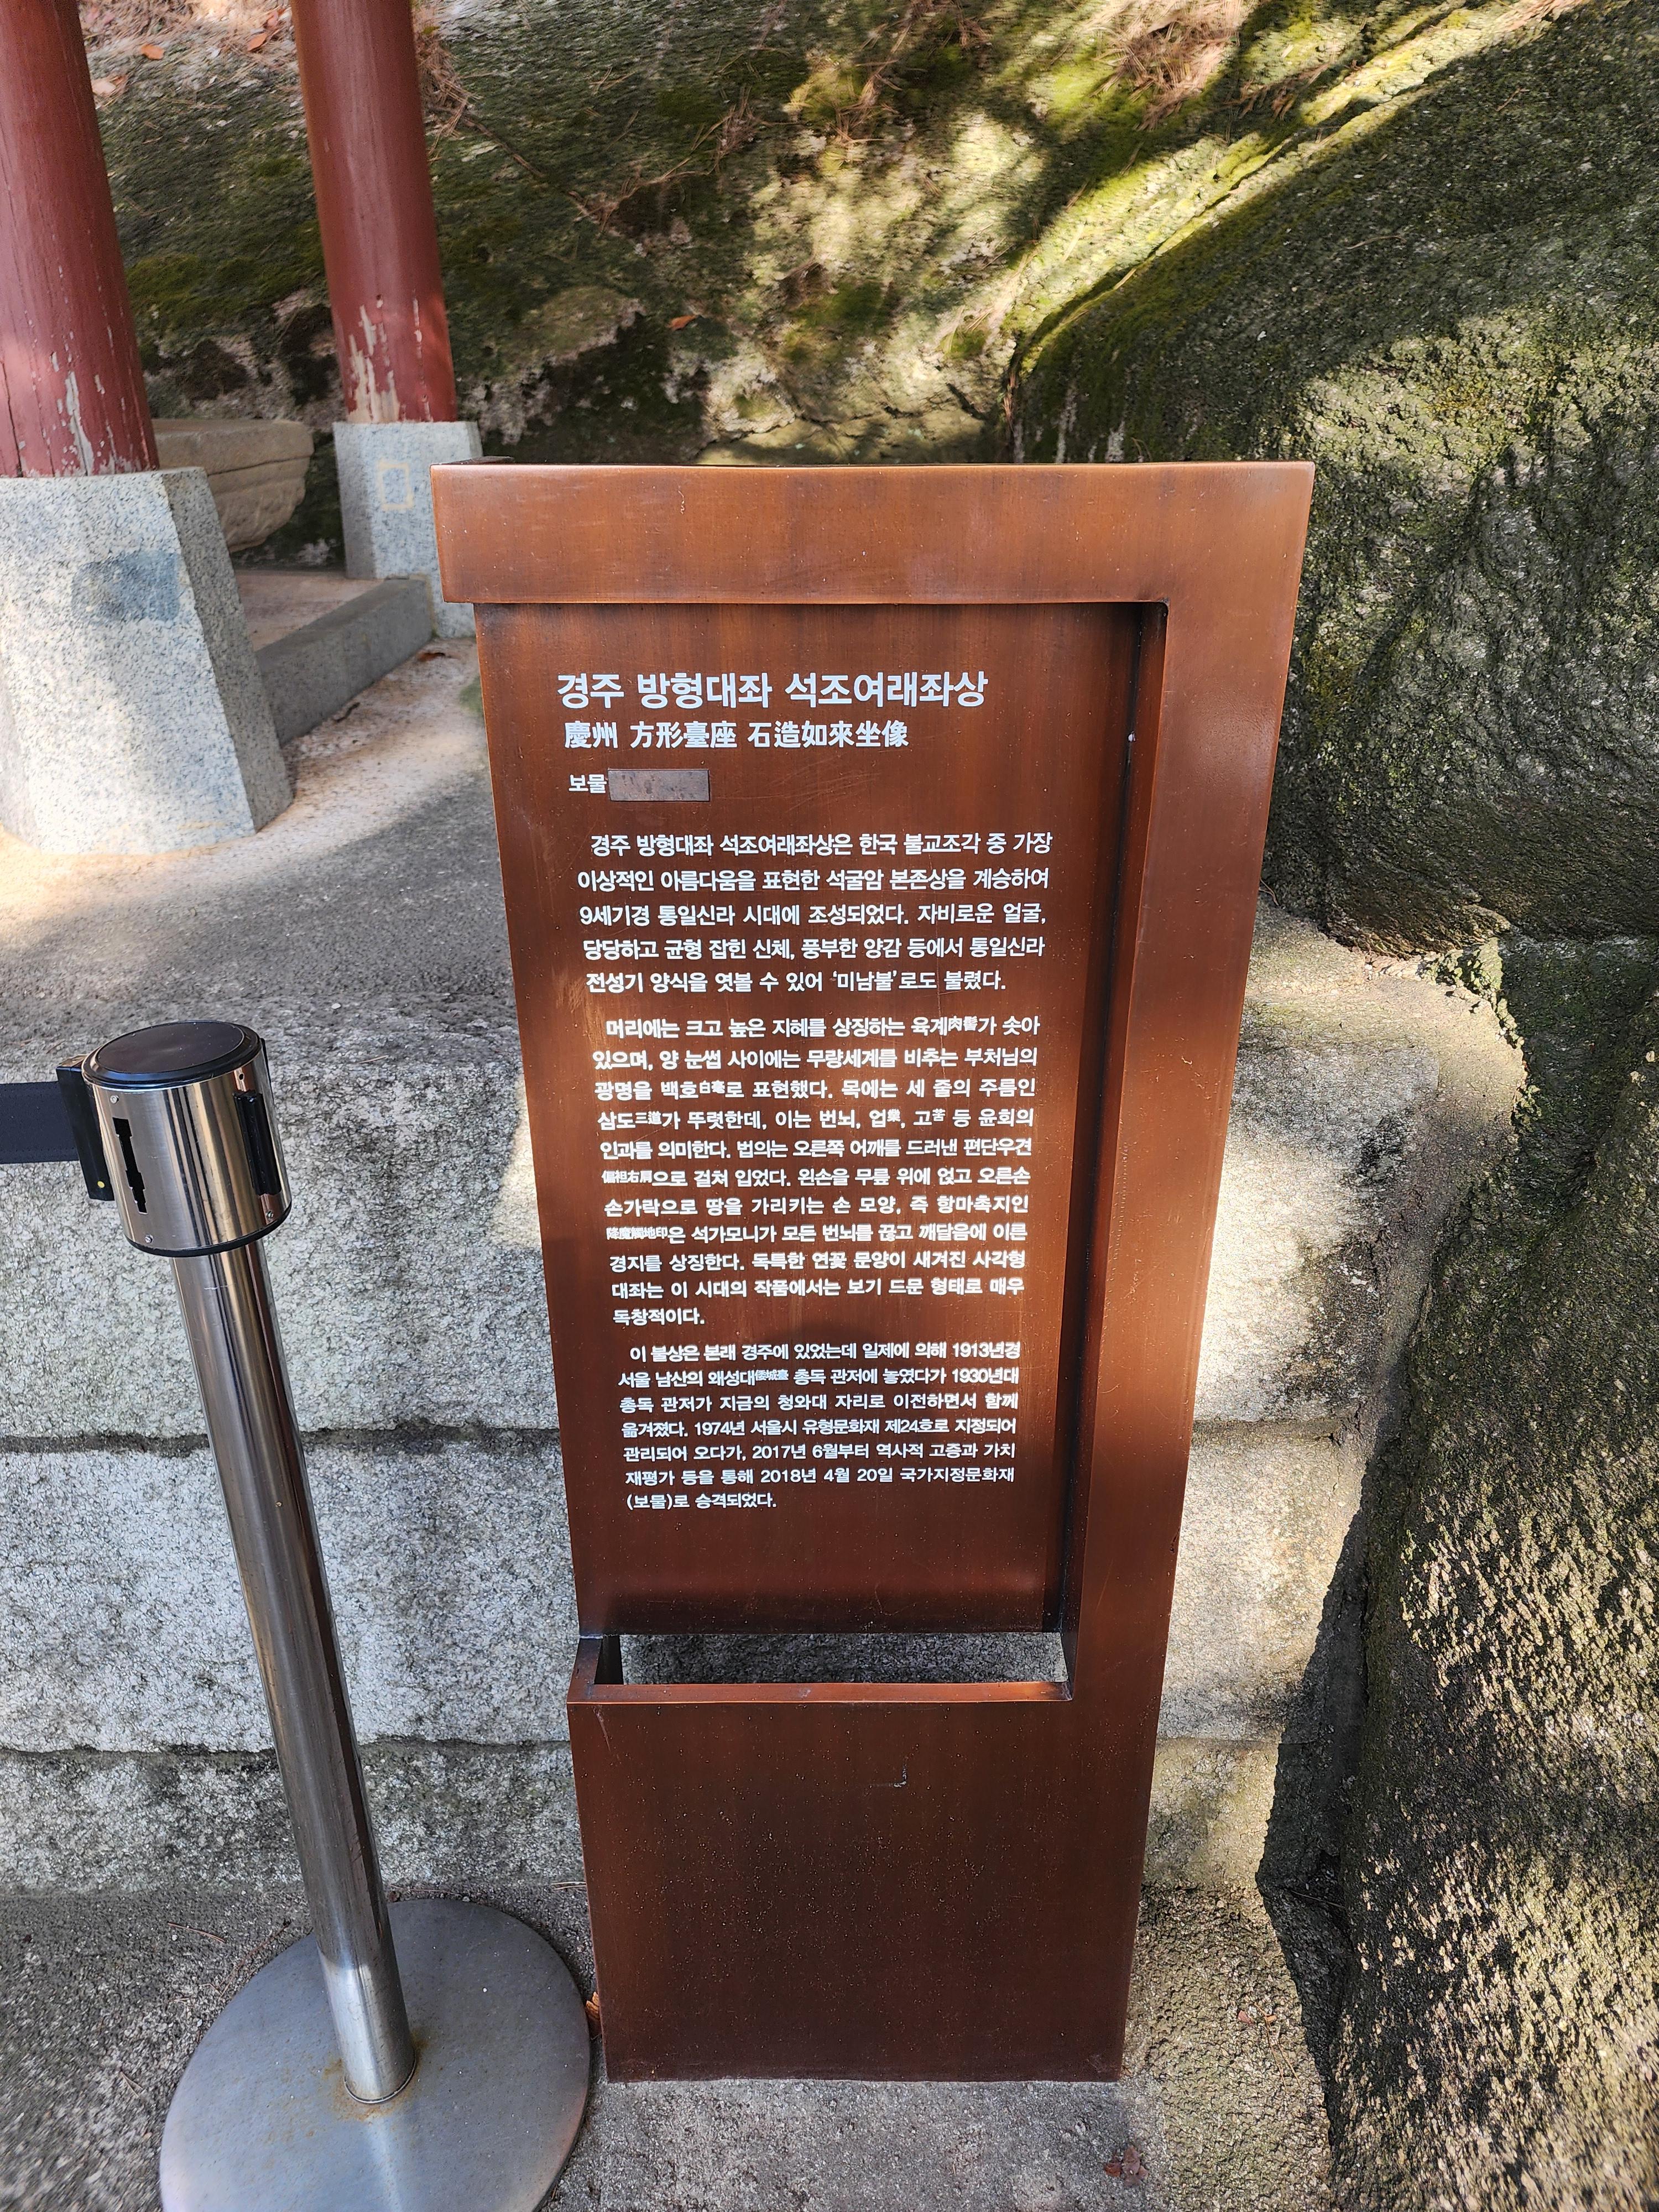 경주 방형대좌 석조여래좌상
慶州 方形臺座 石造如來坐像
보물
경주 방형대좌 석조여래좌상은 한국 불교조각 중 가장
이상적인 아름다움을 표현한 석굴암 본존상을 계승하여
9세기경 통일신라 시대에 조성되었다. 자비로운 얼굴,
당당하고 균형 잡힌 신체, 풍부한 양감 등에서 통일신라
전성기 양식을 엿볼 수 있어 ‘미남불’로도 불렸다.
머리에는 크고 높은 지혜를 상징하는 육계肉髻가 솟아
있으며, 양 눈썹 사이에는 무량세계를 비추는 부처님의
광명을 백호白毫로 표현했다. 목에는 세 줄의 주름인
삼도三道가 뚜렷한데, 이는 번뇌, 업業, 고苦 등 윤회의
인과를 의미한다. 법의는 오른쪽 어깨를 드러낸 편단우견
偏袒右肩으로 걸쳐 입었다. 왼손을 무릎 위에 얹고 오른손
손가락으로 땅을 가리키는 손 모양, 즉 항마촉지인
降魔觸地印은 석가모니가 모든 번뇌를 끊고 깨달음에 이른
경지를 상징한다. 독특한 연꽃 문양이 새겨진 사각형
대좌는 이 시대의 작품에서는 보기 드문 형태로 매우
독창적이다.
이 불상은 본래 경주에 있었는데 일제에 의해 1913년경
서울 남산의 왜성대倭城臺 총독 관저에 놓였다가 1930년대
총독 관저가 지금의 청와대 자리로 이전하면서 함께
옮겨졌다. 1974년 서울시 유형문화재 제24호로 지정되어
관리되어 오다가, 2017년 6월부터 역사적 고증과 가치
재평가 등을 통해 2018년 4월 20일 국가지정문화재
(보물)로 승격되었다.